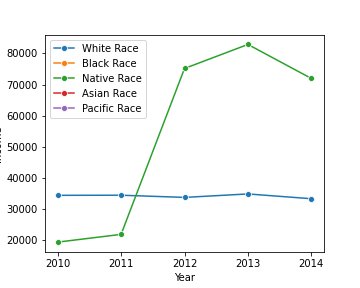 White Race
Black Race
Native Race
Asian Race
Pacific Race
80000
70000
60000
50000
40000
30000
20000
2010
2011
2012
2013
2014
Year